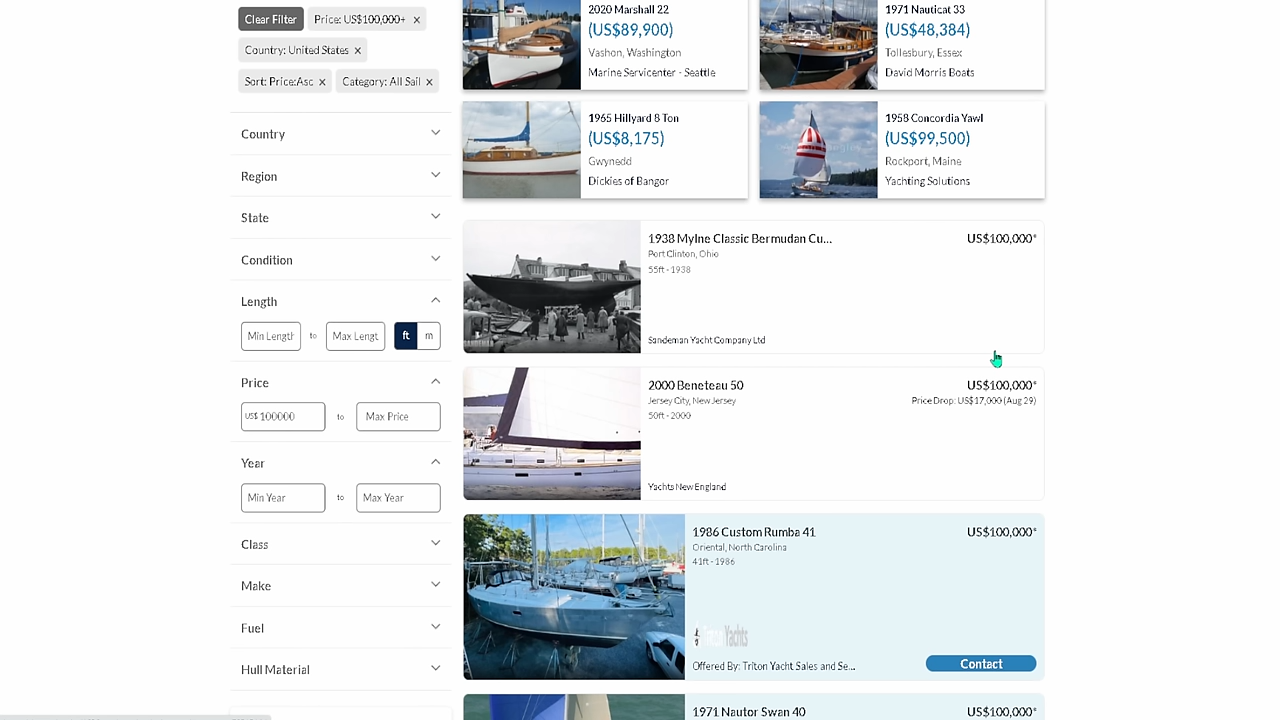 Clear Filter
Price: US$100,000+ ×
Country: United States ×
Sort: Price:Asc ×
Category: All Sail ×
Country
Region
State
Condition
Length
Min Length
to
Max Lengt
ft
m
Price
US$ 100000
to
Max Price
Year
Min Year
to
Max Year
Class
Make
Fuel
Hull Material
2020 Marshall 22
(US$89,900)
Vashon, Washington
Marine Servicenter - Seattle
1971 Nauticat 33
(US$48,384)
Tollesbury, Essex
David Morris Boats
1965 Hillyard 8 Ton
(US$8,175)
Gwynedd
Dickies of Bangor
1958 Concordia Yawl
(US$99,500)
Rockport, Maine
Yachting Solutions
1938 Mylne Classic Bermudan Cu...
US$100,000*
Port Clinton, Ohio
55ft - 1938
Sandeman Yacht Company Ltd
2000 Beneteau 50
US$100,000*
Jersey City, New Jersey
Price Drop: US$17,000 (Aug 29)
50ft - 2000
Yachts New England
1986 Custom Rumba 41
US$100,000*
Oriental, North Carolina
41ft - 1986
Yachts
Offered By: Triton Yacht Sales and Se...
Contact
1971 Nautor Swan 40
US$100,000*